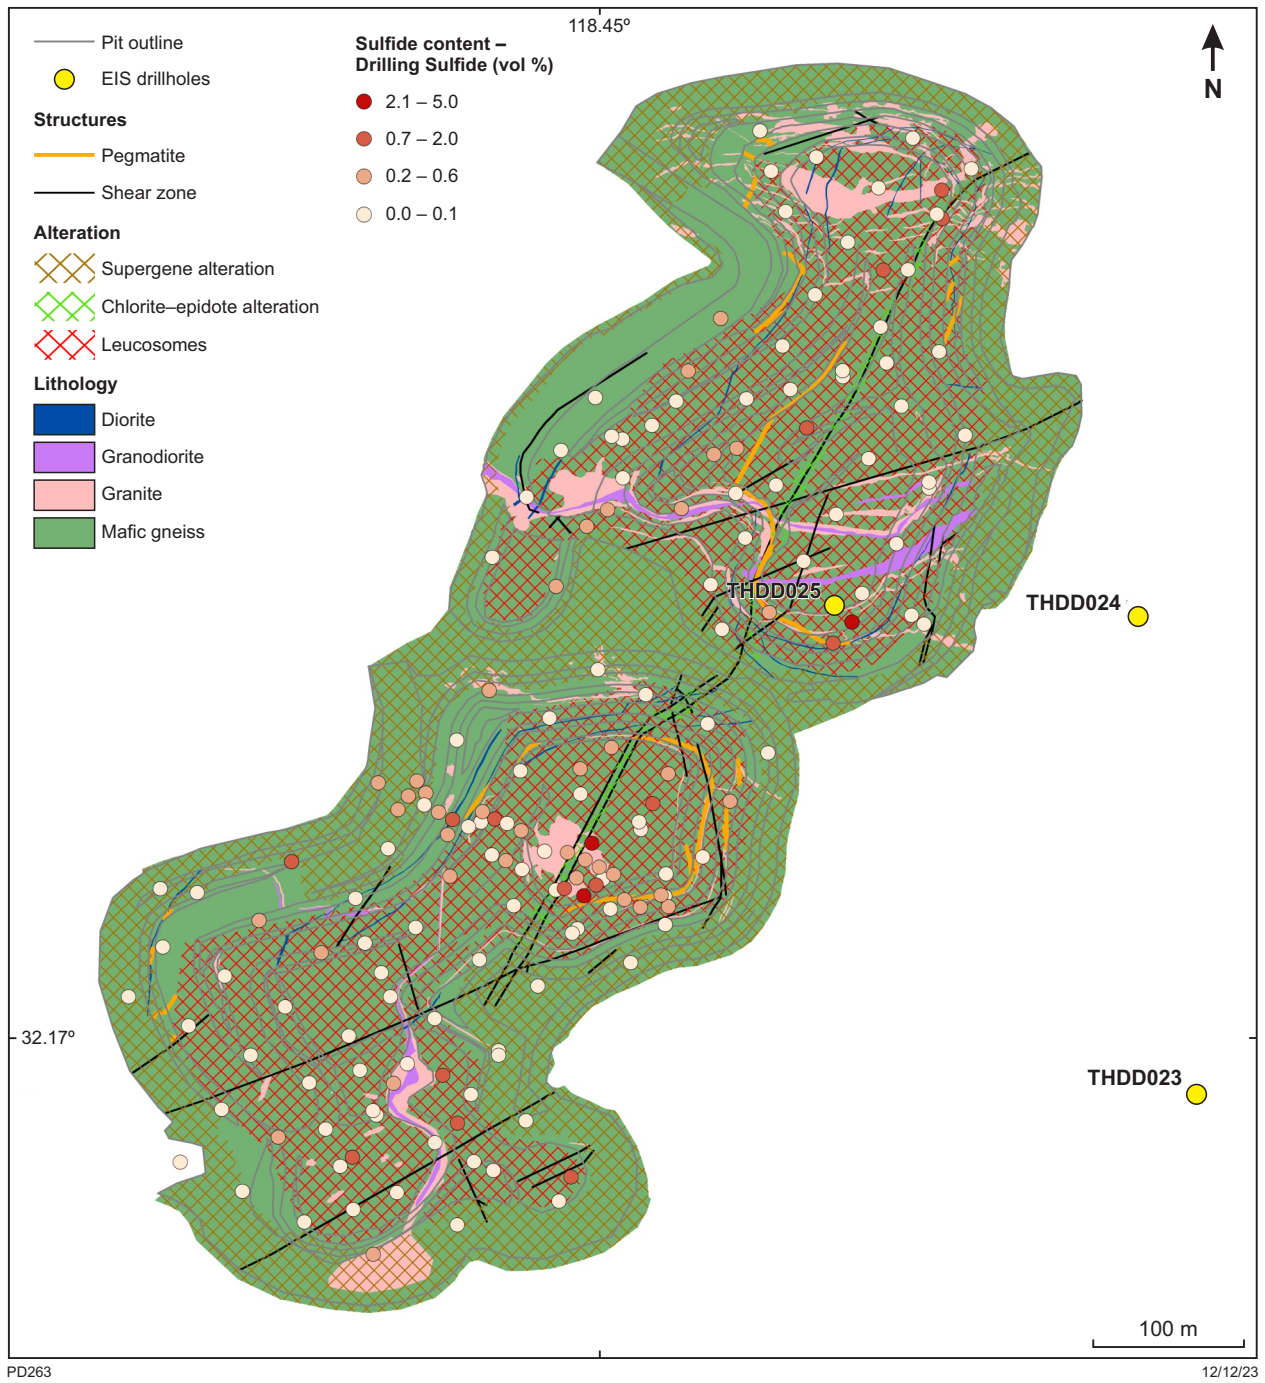 118.45º
Pit outline
EIS drillholes
Structures
Pegmatite
Shear zone
Alteration
Supergene alteration
Chlorite–epidote alteration
Leucosomes
Lithology
Diorite
Granodiorite
Granite
Mafic gneiss
Sulfide content –
Drilling Sulfide (vol %)
2.1 – 5.0
0.7 – 2.0
0.2 – 0.6
0.0 – 0.1
N
THDD025
THDD024
32.17º
THDD023
100 m
PD263
12/12/23